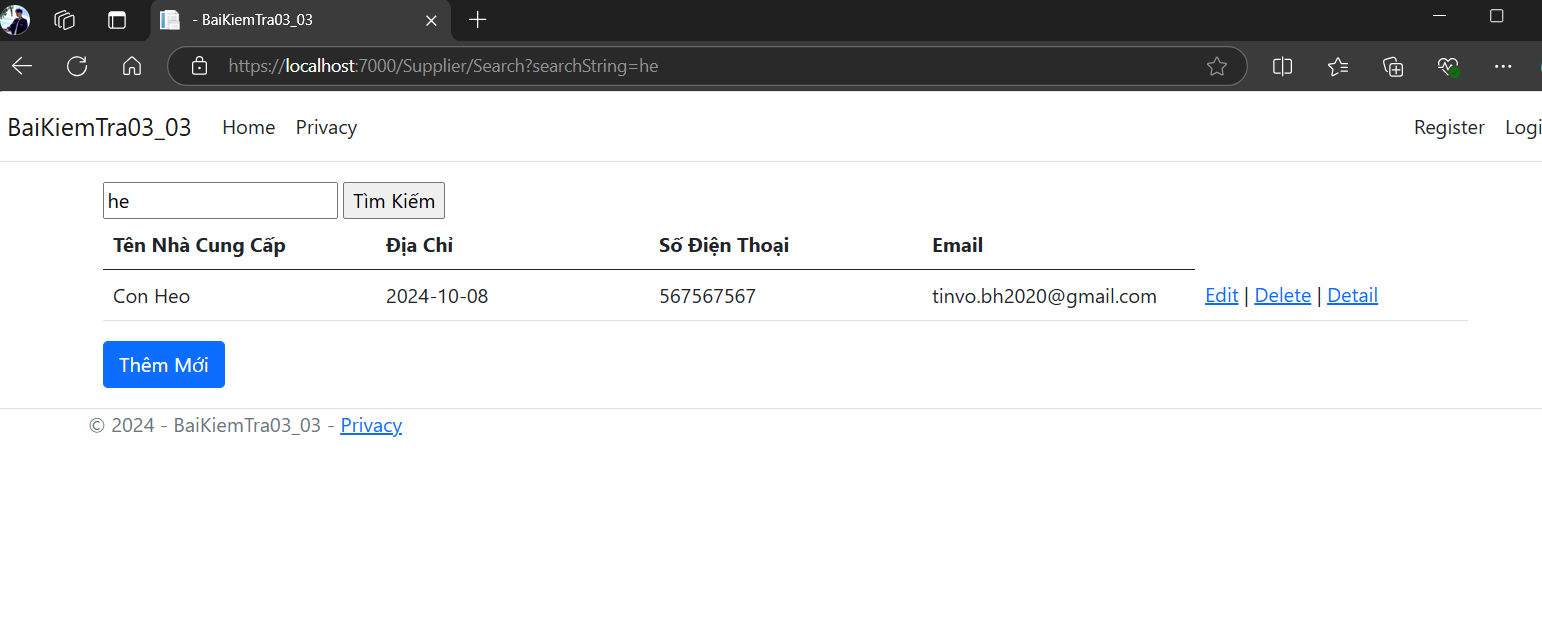 - BaiKiemTra03_03
https://localhost:7000/Supplier/Search?searchString=he
BaiKiemTra03_03 Home Privacy Register Logi
he Tìm Kiếm
Tên Nhà Cung Cấp Địa Chỉ Số Điện Thoại Email
Con Heo 2024-10-08 567567567 tinvo.bh2020@gmail.com Edit | Delete | Detail
Thêm Mới
© 2024 - BaiKiemTra03_03 - Privacy